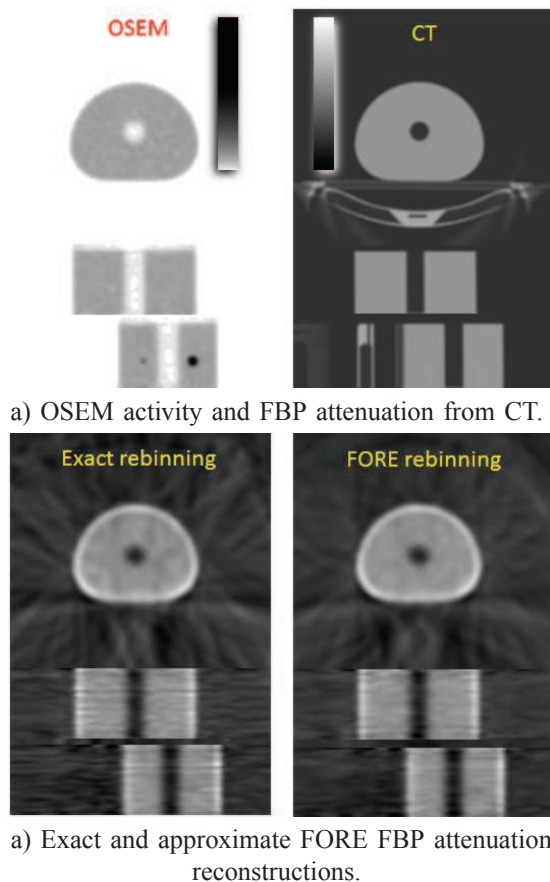 OSEM
CT
a) OSEM activity and FBP attenuation from CT.
Exact rebinning
FORE rebinning
a) Exact and approximate FORE FBP attenuation
reconstructions.